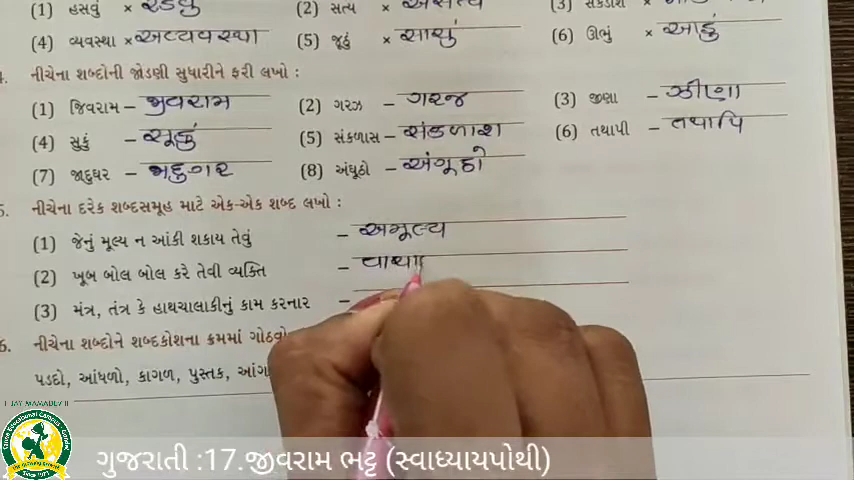 (1) હસવું × રડવું (2) સત્ય × અસત્ય (3)
(4) વ્યવસ્થા × અવ્યવસ્થા (5) જૂઠું × સાચું (6) ઊભું × આડું
4. નીચેના શબ્દોની જોડણી સુધારીને ફરી લખો :
(1) જિવરામ – જીવરામ (2) ગરઝ – ગરજ (3) જીણા – ઝીણા
(4) સુકું – સૂકું (5) સંકળાસ – સંકળાશ (6) તથાપી – તથાપિ
(7) જાદુઘર – જાદુગર (8) અંઘૂઠો – અંગૂઠો
5. નીચેના દરેક શબ્દસમૂહ માટે એક-એક શબ્દ લખો :
(1) જેનું મૂલ્ય ન આંકી શકાય તેવું – અમૂલ્ય
(2) ખૂબ બોલ બોલ કરે તેવી વ્યક્તિ – વાચા
(3) મંત્ર, તંત્ર કે હાથચાલાકીનું કામ કરનાર –
6. નીચેના શબ્દોને શબ્દકોશના ક્રમમાં ગોઠવો
પડદો, આંધળો, કાગળ, પુસ્તક,
|| JAY MAMADEV ||
ગુજરાતી :17.જીવરામ ભટ્ટ (સ્વાધ્યાયપોથી)